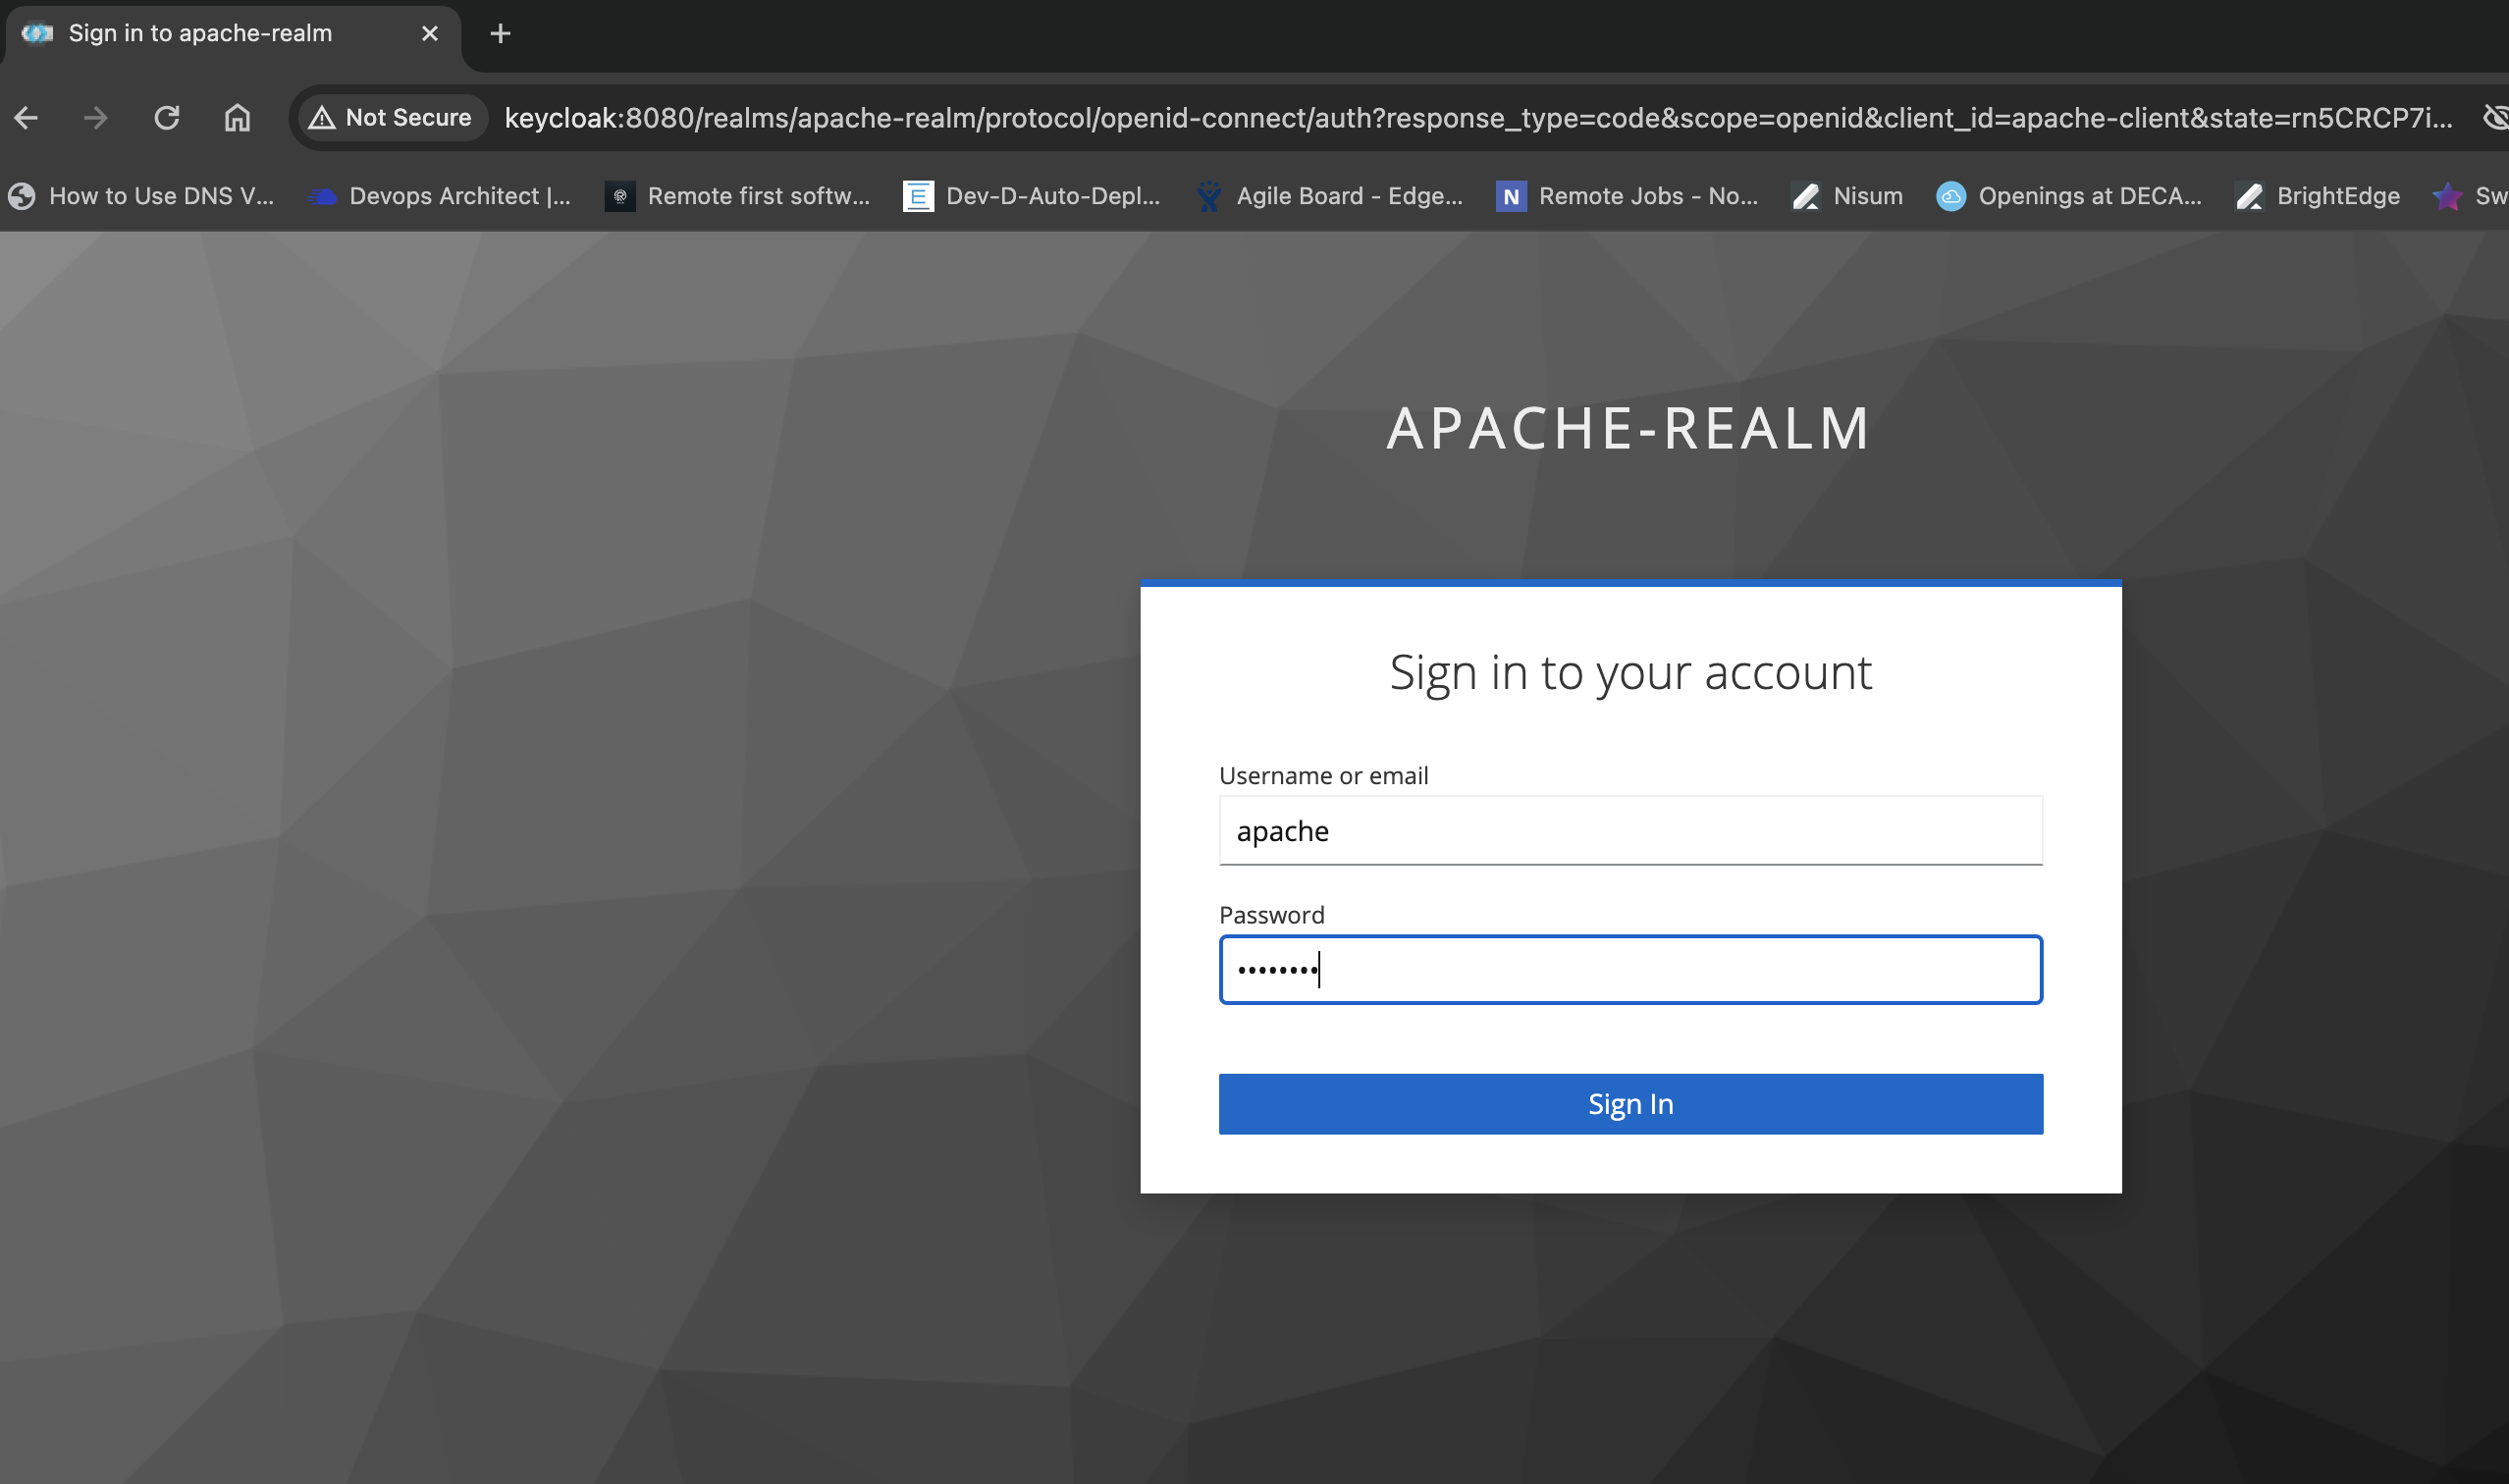 Sign in to apache-realm
Not Secure keycloak:8080/realms/apache-realm/protocol/openid-connect/auth?response_type=code&scope=openid&client_id=apache-client&state=rn5CRCP7i...
How to Use DNS V... Devops Architect |... Remote first softw... E Dev-D-Auto-Depl... Agile Board - Edge... N Remote Jobs - No... Nisum Openings at DECA... BrightEdge Sw
APACHE-REALM
Sign in to your account
Username or email
apache
Password
••••••••
Sign In